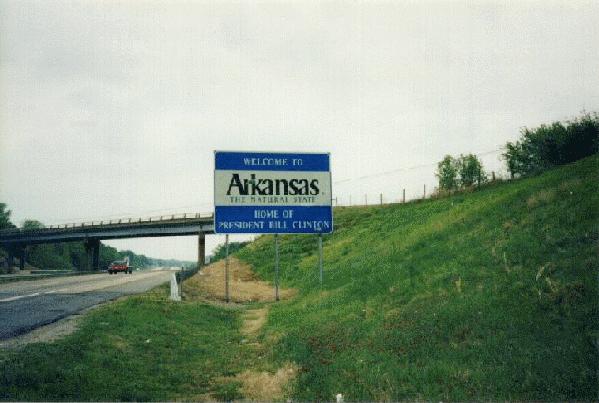 WELCOME TO
Arkansas
THE NATURAL STATE
HOME OF
PRESIDENT BILL CLINTON